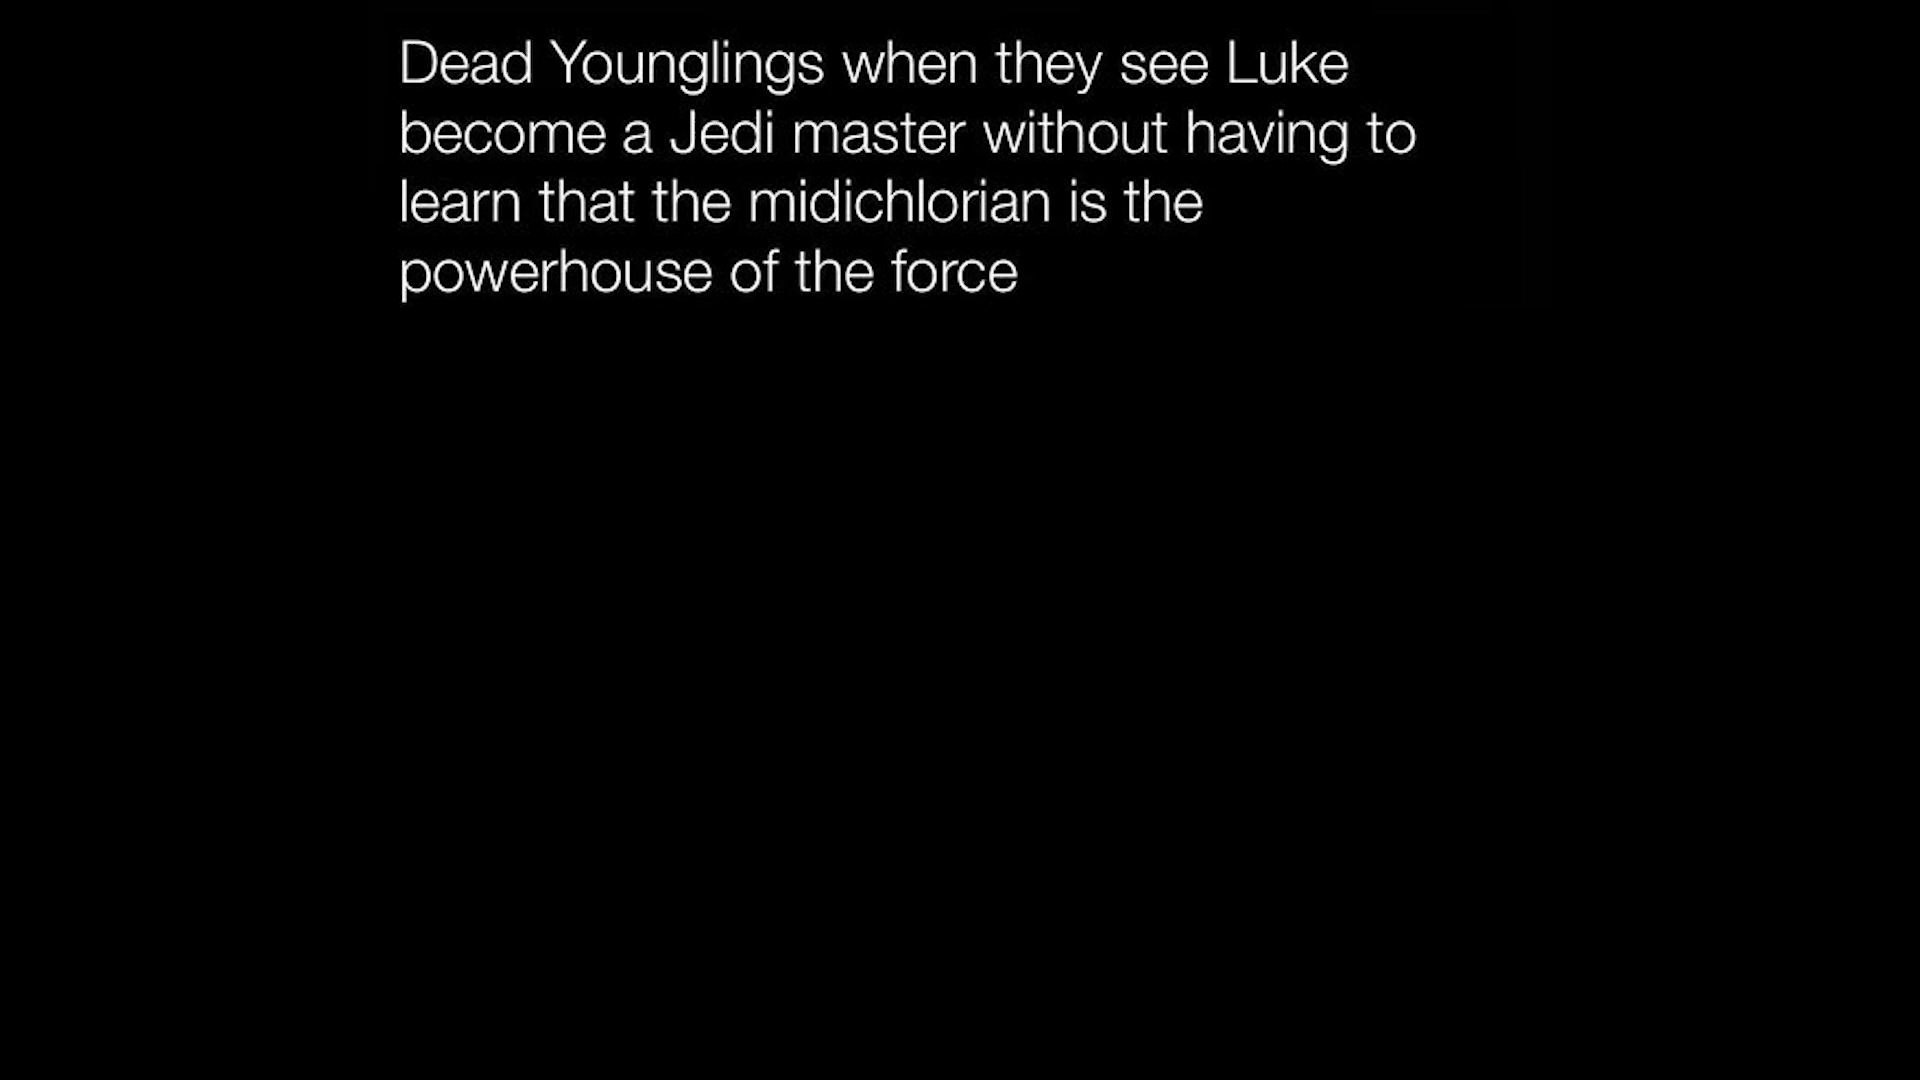 Dead Younglings when they see Luke
become a Jedi master without having to
learn that the midichlorian is the
powerhouse of the force